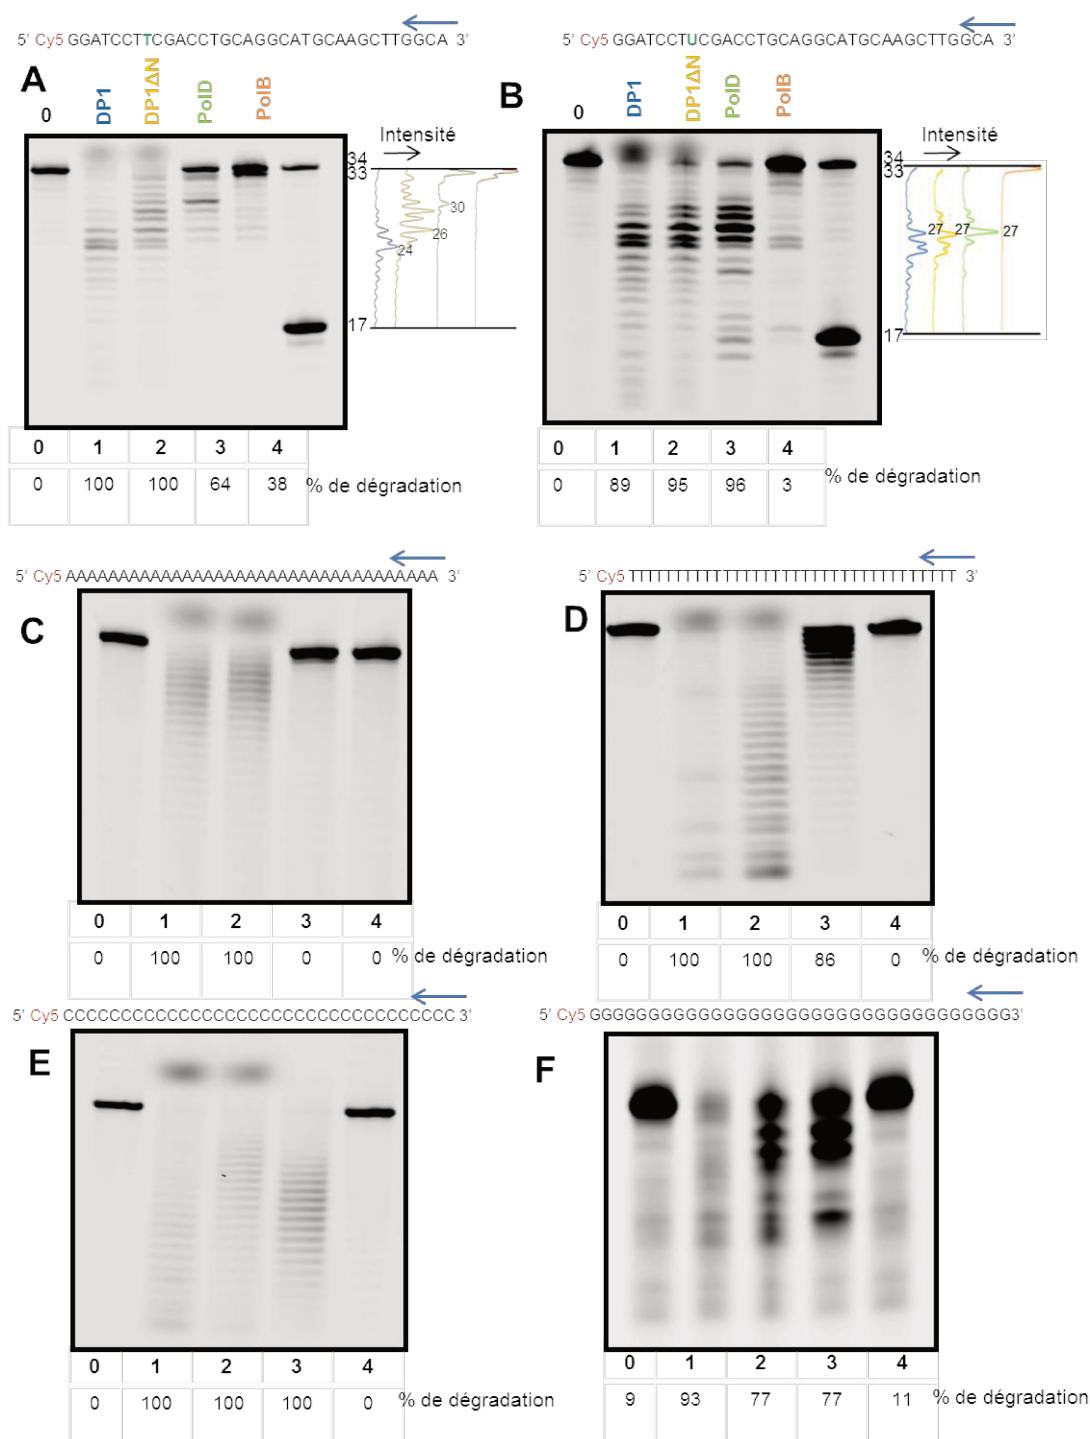 5' Cy5 GGATCCTTCGACCTGCAGGCATGCAAGCTTGGCA 3'
A
0 DP1 DP1ΔN PolD PolB
Intensité
34
33
30
26
24
17
0 1 2 3 4
0 100 100 64 38 % de dégradation
5' Cy5 GGATCCTUCGACCTGCAGGCATGCAAGCTTGGCA 3'
B
0 DP1 DP1ΔN PolD PolB
Intensité
34
33
27 27 27
17
0 1 2 3 4
0 89 95 96 3 % de dégradation
5' Cy5 AAAAAAAAAAAAAAAAAAAAAAAAAAAAAAAAAA 3'
C
0 1 2 3 4
0 100 100 0 0 % de dégradation
5' Cy5 TTTTTTTTTTTTTTTTTTTTTTTTTTTTTTTTTT 3'
D
0 1 2 3 4
0 100 100 86 0 % de dégradation
5' Cy5 CCCCCCCCCCCCCCCCCCCCCCCCCCCCCCCCCC 3'
E
0 1 2 3 4
0 100 100 100 0 % de dégradation
5' Cy5 GGGGGGGGGGGGGGGGGGGGGGGGGGGGGGGGGG3'
F
0 1 2 3 4
9 93 77 77 11 % de dégradation